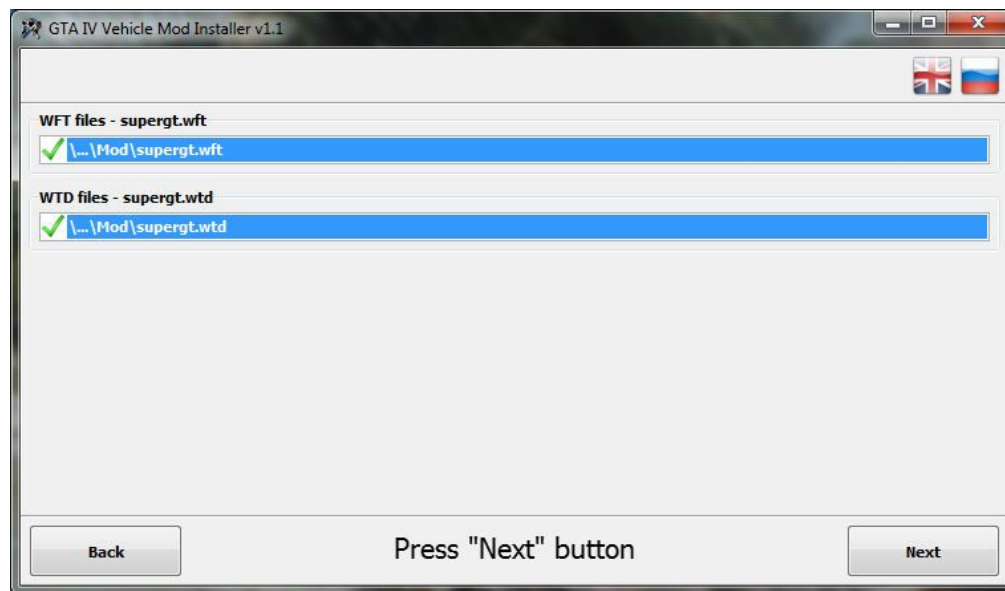 GTA IV Vehicle Mod Installer v1.1
WFT files - supergt.wft
\...\Mod\supergt.wft
WTD files - supergt.wtd
\...\Mod\supergt.wtd
Back
Press "Next" button
Next